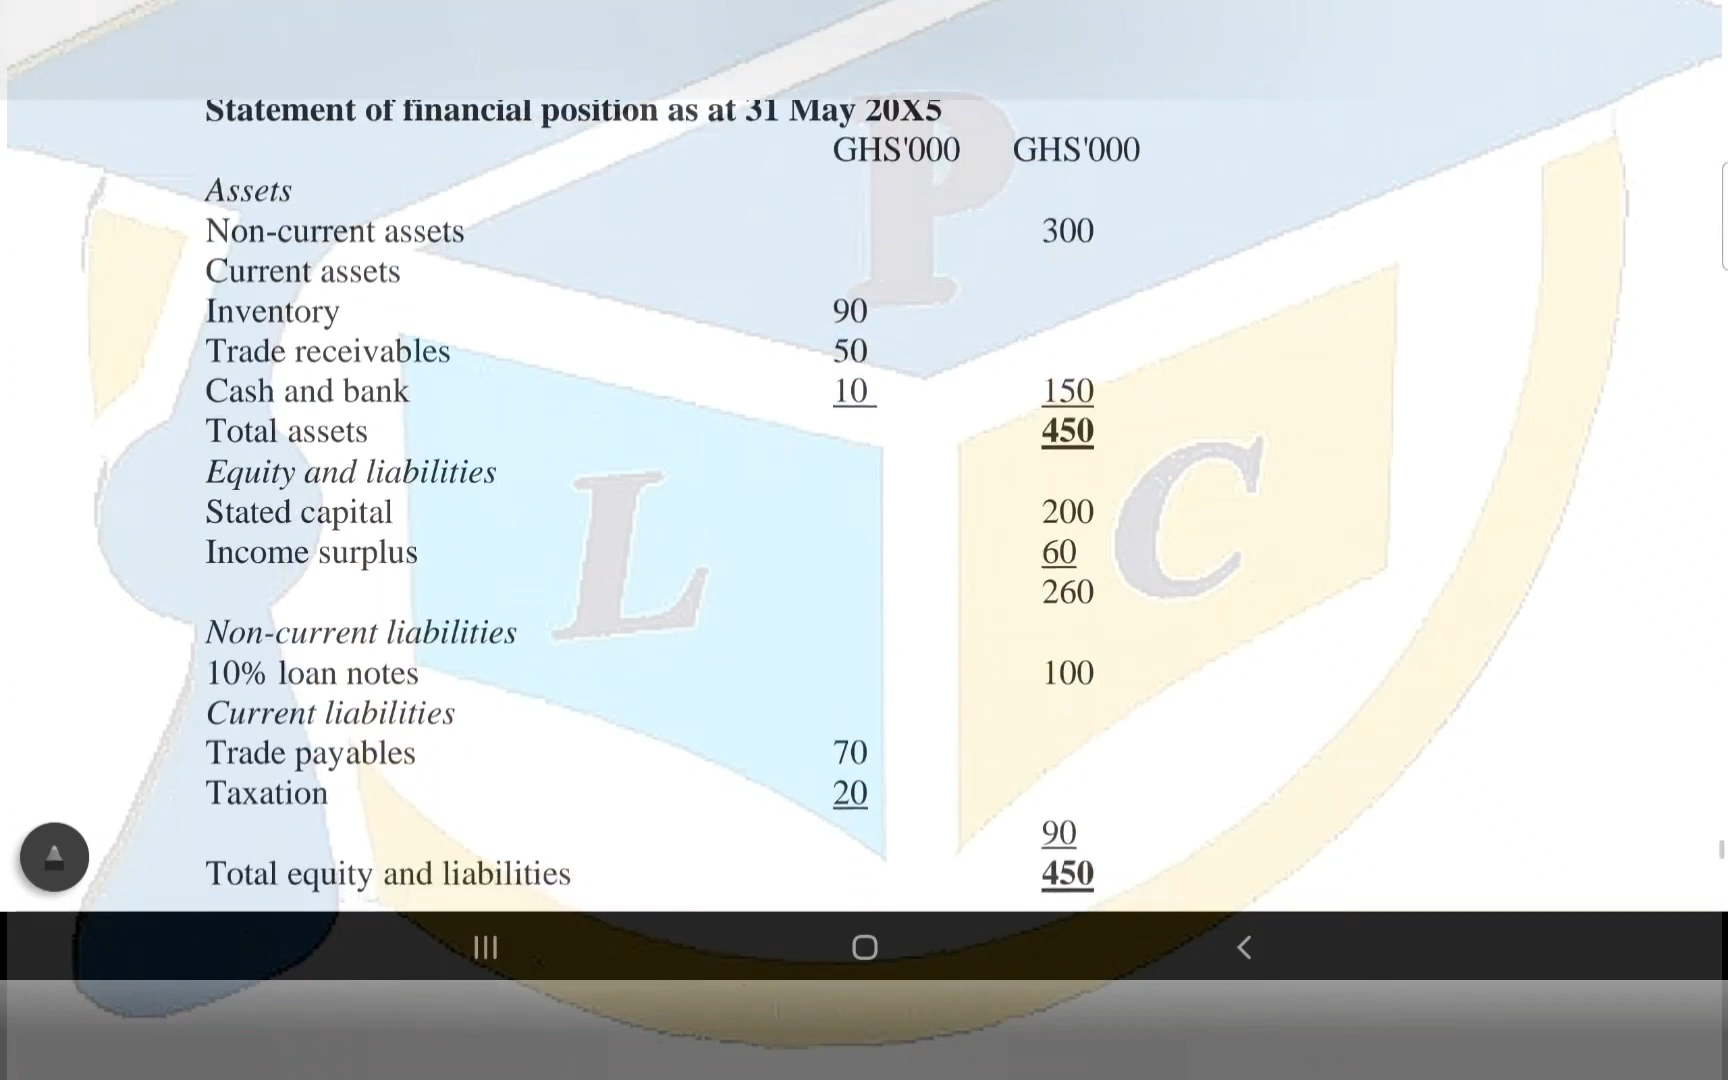 Statement of financial position as at 31 May 20X5
GHS'000 GHS'000
Assets
Non-current assets 300
Current assets
Inventory 90
Trade receivables 50
Cash and bank 10 150
Total assets 450
Equity and liabilities
Stated capital 200
Income surplus 60
260
Non-current liabilities
10% loan notes 100
Current liabilities
Trade payables 70
Taxation 20
90
Total equity and liabilities 450
P
L
C